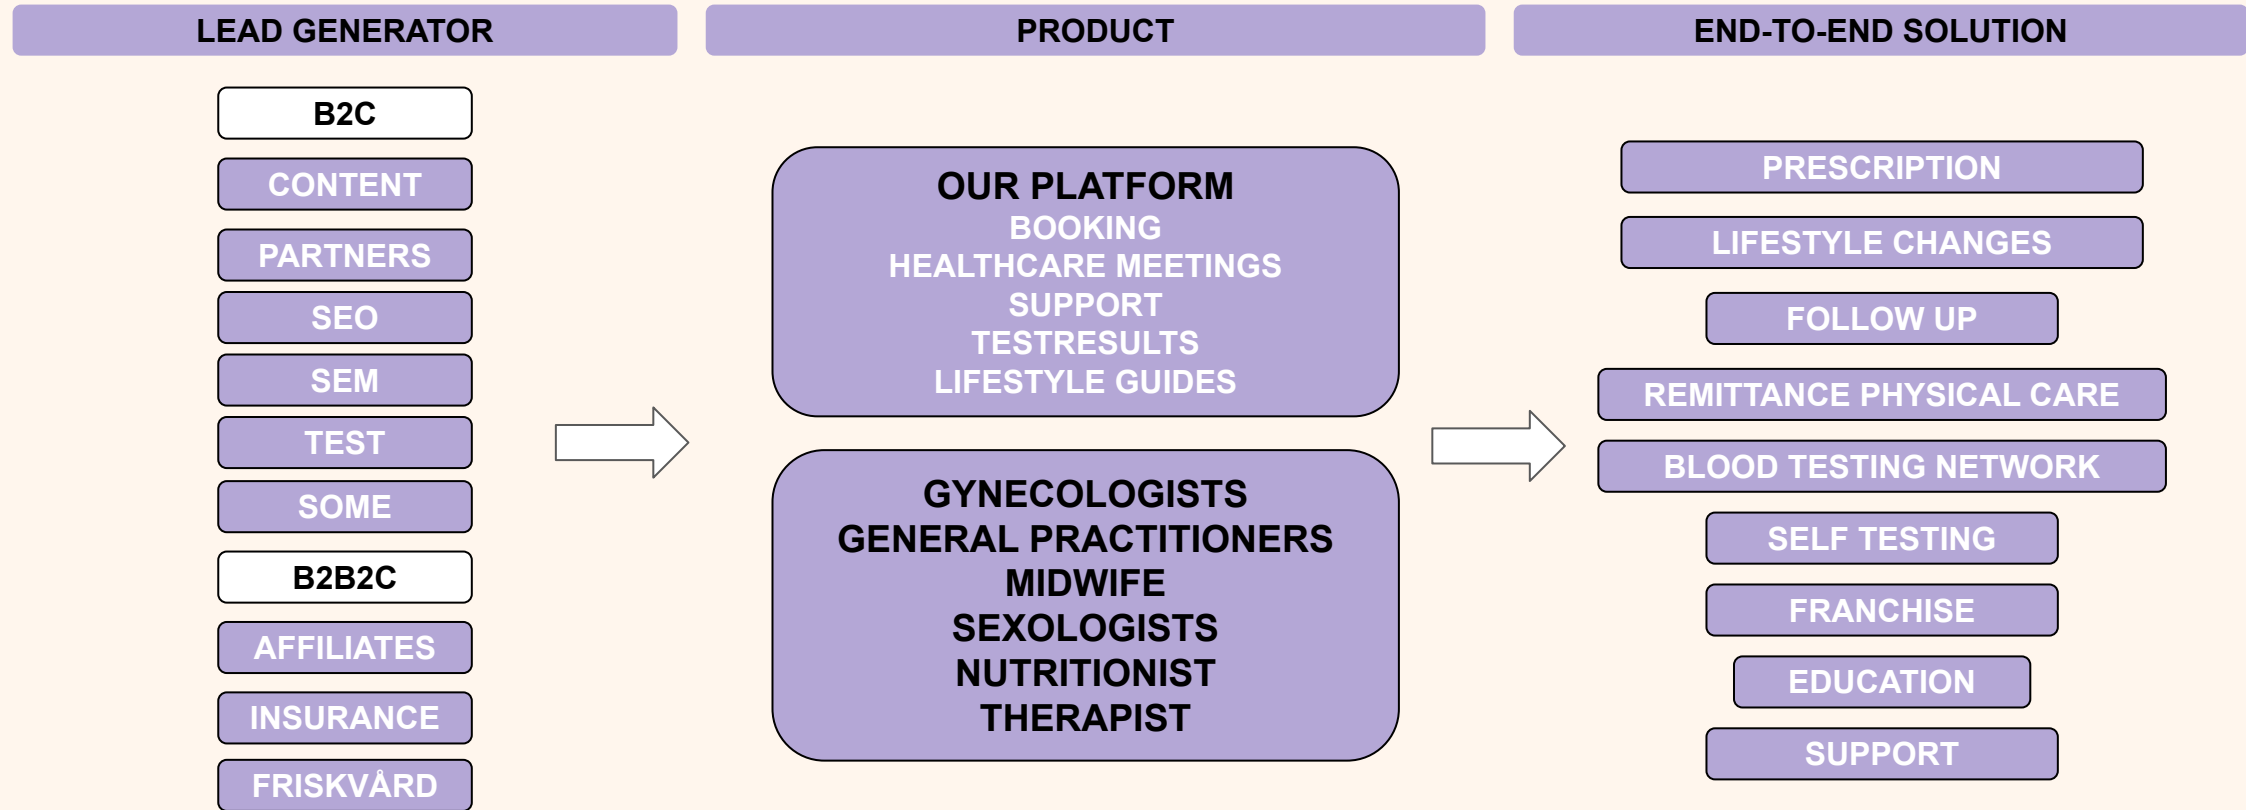 LEAD GENERATOR
B2C
CONTENT
PARTNERS
SEO
SEM
TEST
SOME
B2B2C
AFFILIATES
INSURANCE
FRISKVÅRD
PRODUCT
OUR PLATFORM
BOOKING
HEALTHCARE MEETINGS
SUPPORT
TESTRESULTS
LIFESTYLE GUIDES
GYNECOLOGISTS
GENERAL PRACTITIONERS
MIDWIFE
SEXOLOGISTS
NUTRITIONIST
THERAPIST
END-TO-END SOLUTION
PRESCRIPTION
LIFESTYLE CHANGES
FOLLOW UP
REMITTANCE PHYSICAL CARE
BLOOD TESTING NETWORK
SELF TESTING
FRANCHISE
EDUCATION
SUPPORT